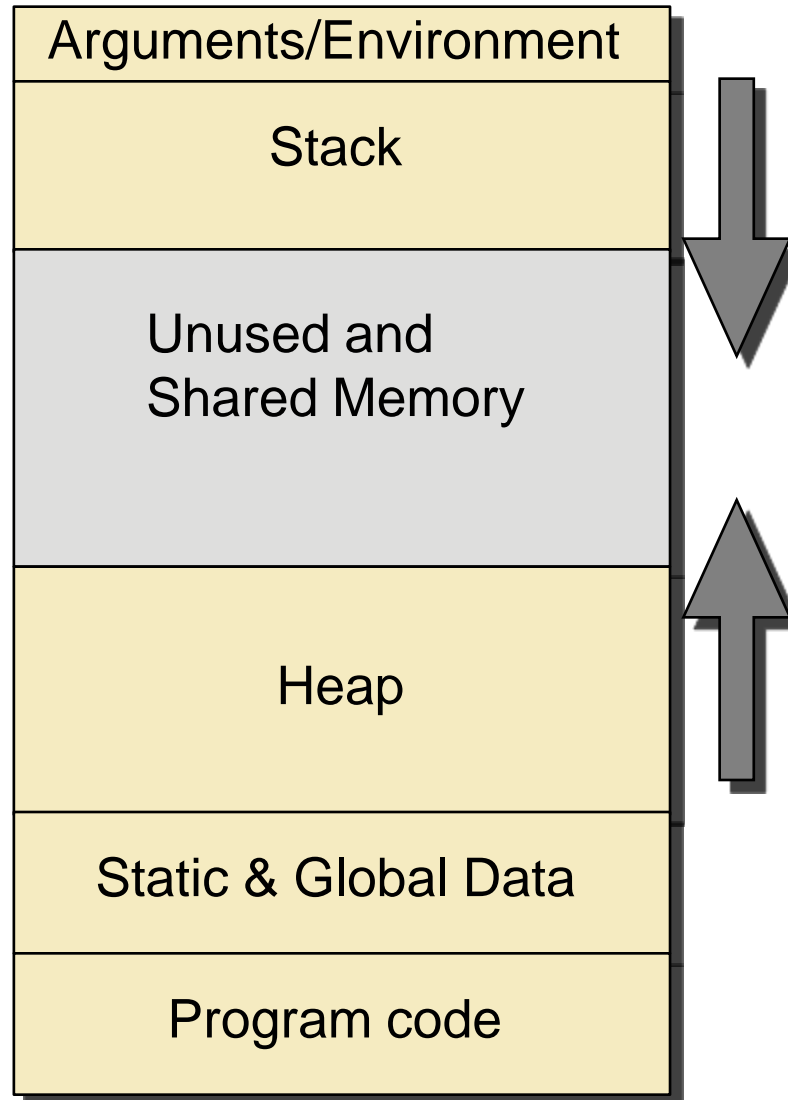 Arguments/Environment
Stack
Unused and
Shared Memory
Heap
Static & Global Data
Program code